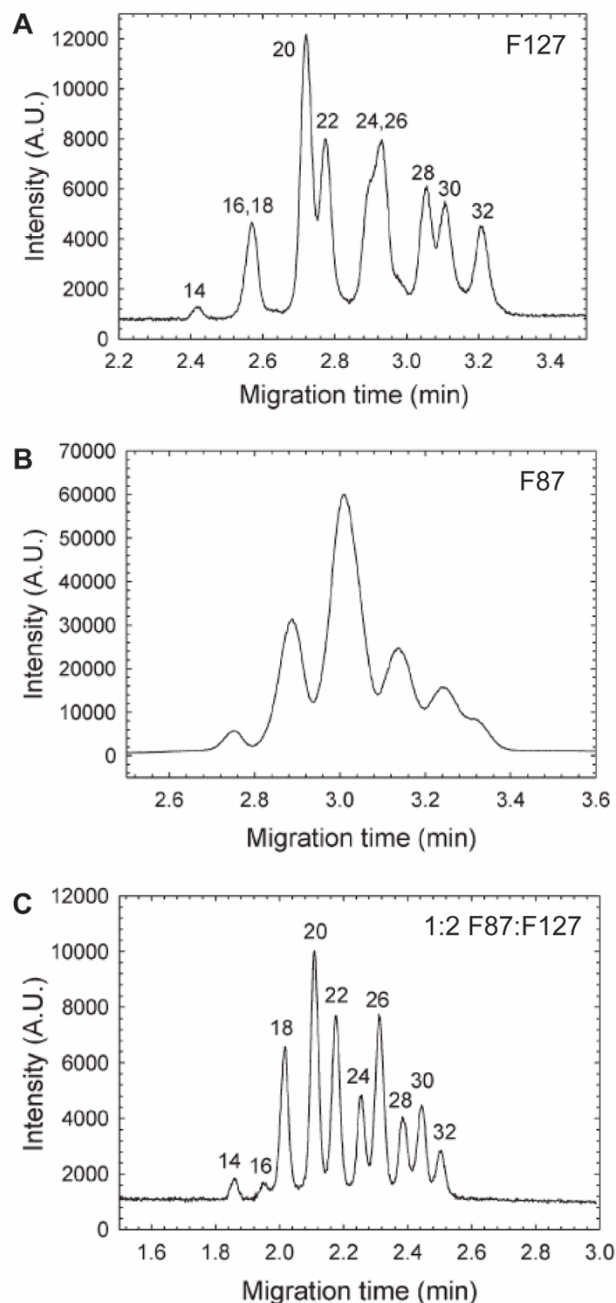 A
F127
Intensity (A.U.)
12000
10000
8000
6000
4000
2000
0
14
16,18
20
22
24,26
28
30
32
2.2 2.4 2.6 2.8 3.0 3.2 3.4
Migration time (min)
B
F87
Intensity (A.U.)
70000
60000
50000
40000
30000
20000
10000
0
2.6 2.8 3.0 3.2 3.4 3.6
Migration time (min)
C
1:2 F87:F127
Intensity (A.U.)
12000
10000
8000
6000
4000
2000
0
14
16
18
20
22
24
26
28
30
32
1.6 1.8 2.0 2.2 2.4 2.6 2.8 3.0
Migration time (min)